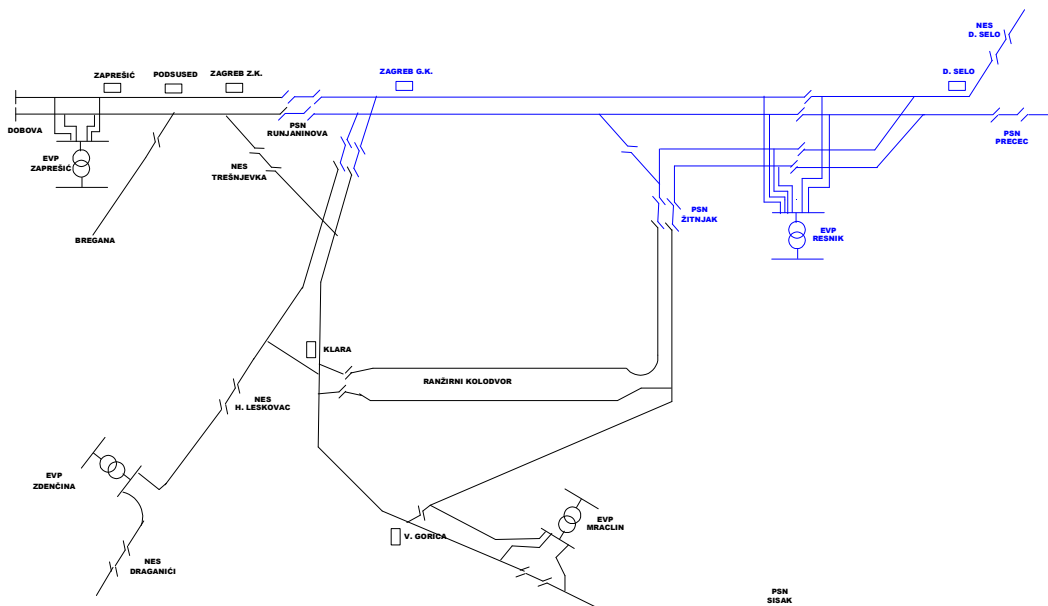 NES
D. SELO
ZAPREŠIĆ
PODSUSED
ZAGREB Z.K.
ZAGREB G.K.
D. SELO
DOBOVA
PSN
RUNJANINOVA
PSN
PRECEC
EVP
ZAPREŠIĆ
NES
TREŠNJEVKA
PSN
ŽITNJAK
EVP
RESNIK
BREGANA
KLARA
RANŽIRNI KOLODVOR
NES
H. LESKOVAC
EVP
ZDENČINA
EVP
MRACLIN
V. GORICA
NES
DRAGANIĆI
PSN
SISAK